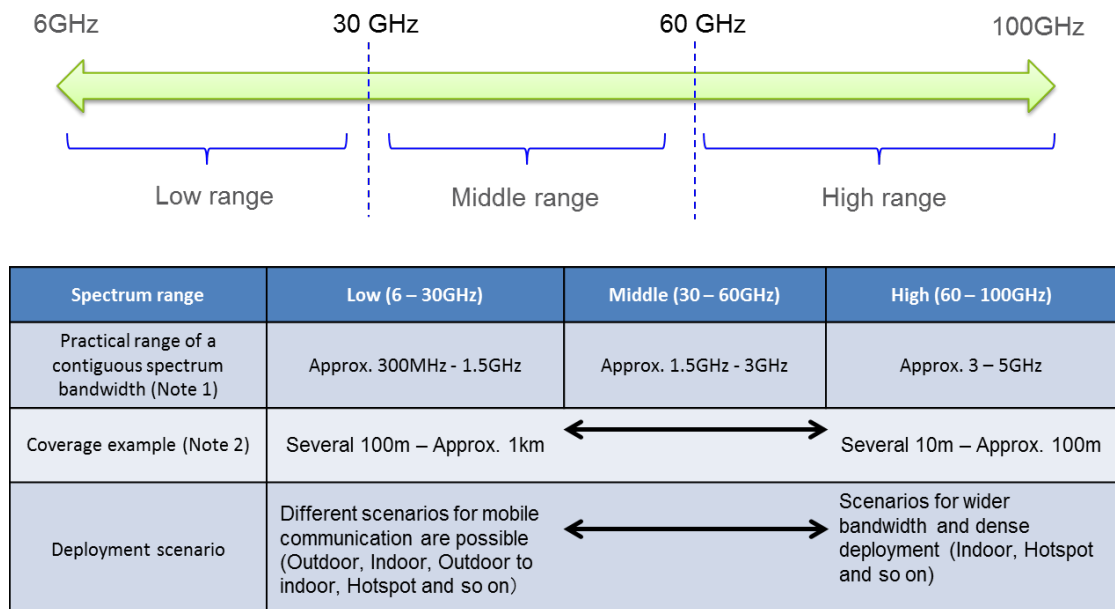 6GHz
30 GHz
60 GHz
100GHz
Low range
Middle range
High range
Spectrum range
Low (6 – 30GHz)
Middle (30 – 60GHz)
High (60 – 100GHz)
Practical range of a
contiguous spectrum
bandwidth (Note 1)
Approx. 300MHz - 1.5GHz
Approx. 1.5GHz - 3GHz
Approx. 3 – 5GHz
Coverage example (Note 2)
Several 100m – Approx. 1km
Several 10m – Approx. 100m
Deployment scenario
Different scenarios for mobile
communication are possible
(Outdoor, Indoor, Outdoor to
indoor, Hotspot and so on）
Scenarios for wider
bandwidth and dense
deployment (Indoor, Hotspot
and so on)